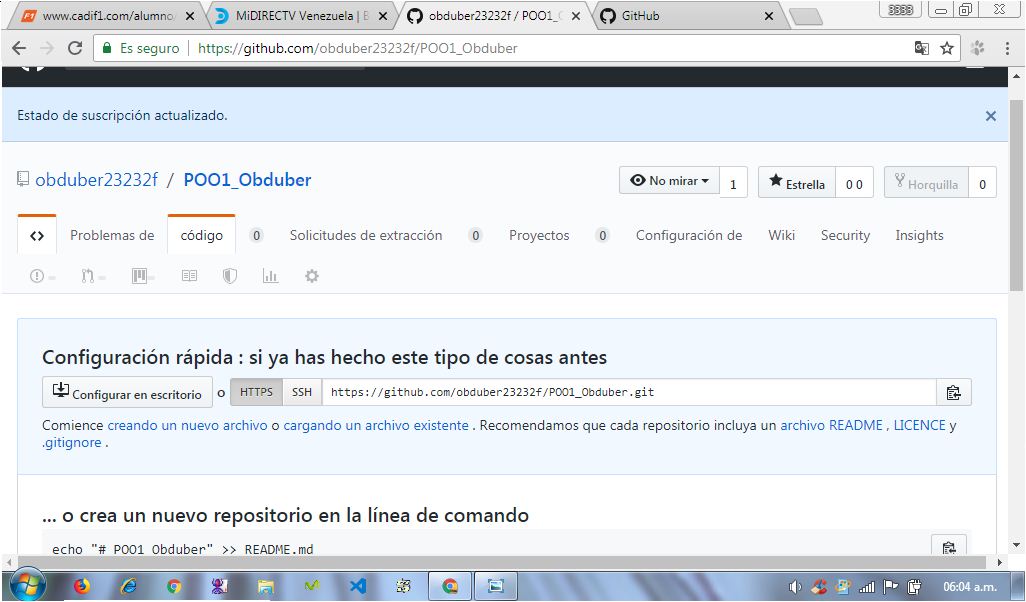 www.cadif1.com/alumno/
MiDIRECTV Venezuela | B
obduber23232f / POO1_O
GitHub
3333
Es seguro
https://github.com/obduber23232f/POO1_Obduber
Estado de suscripción actualizado.
obduber23232f / POO1_Obduber
No mirar
1
Estrella
0 0
Horquilla
0
<>
Problemas de
código
0
Solicitudes de extracción
0
Proyectos
0
Configuración de
Wiki
Security
Insights
Configuración rápida : si ya has hecho este tipo de cosas antes
Configurar en escritorio o HTTPS SSH https://github.com/obduber23232f/POO1_Obduber.git
Comience creando un nuevo archivo o cargando un archivo existente . Recomendamos que cada repositorio incluya un archivo README , LICENCE y
.gitignore .
... o crea un nuevo repositorio en la línea de comando
echo "# POO1_Obduber" >> README.md
06:04 a.m.